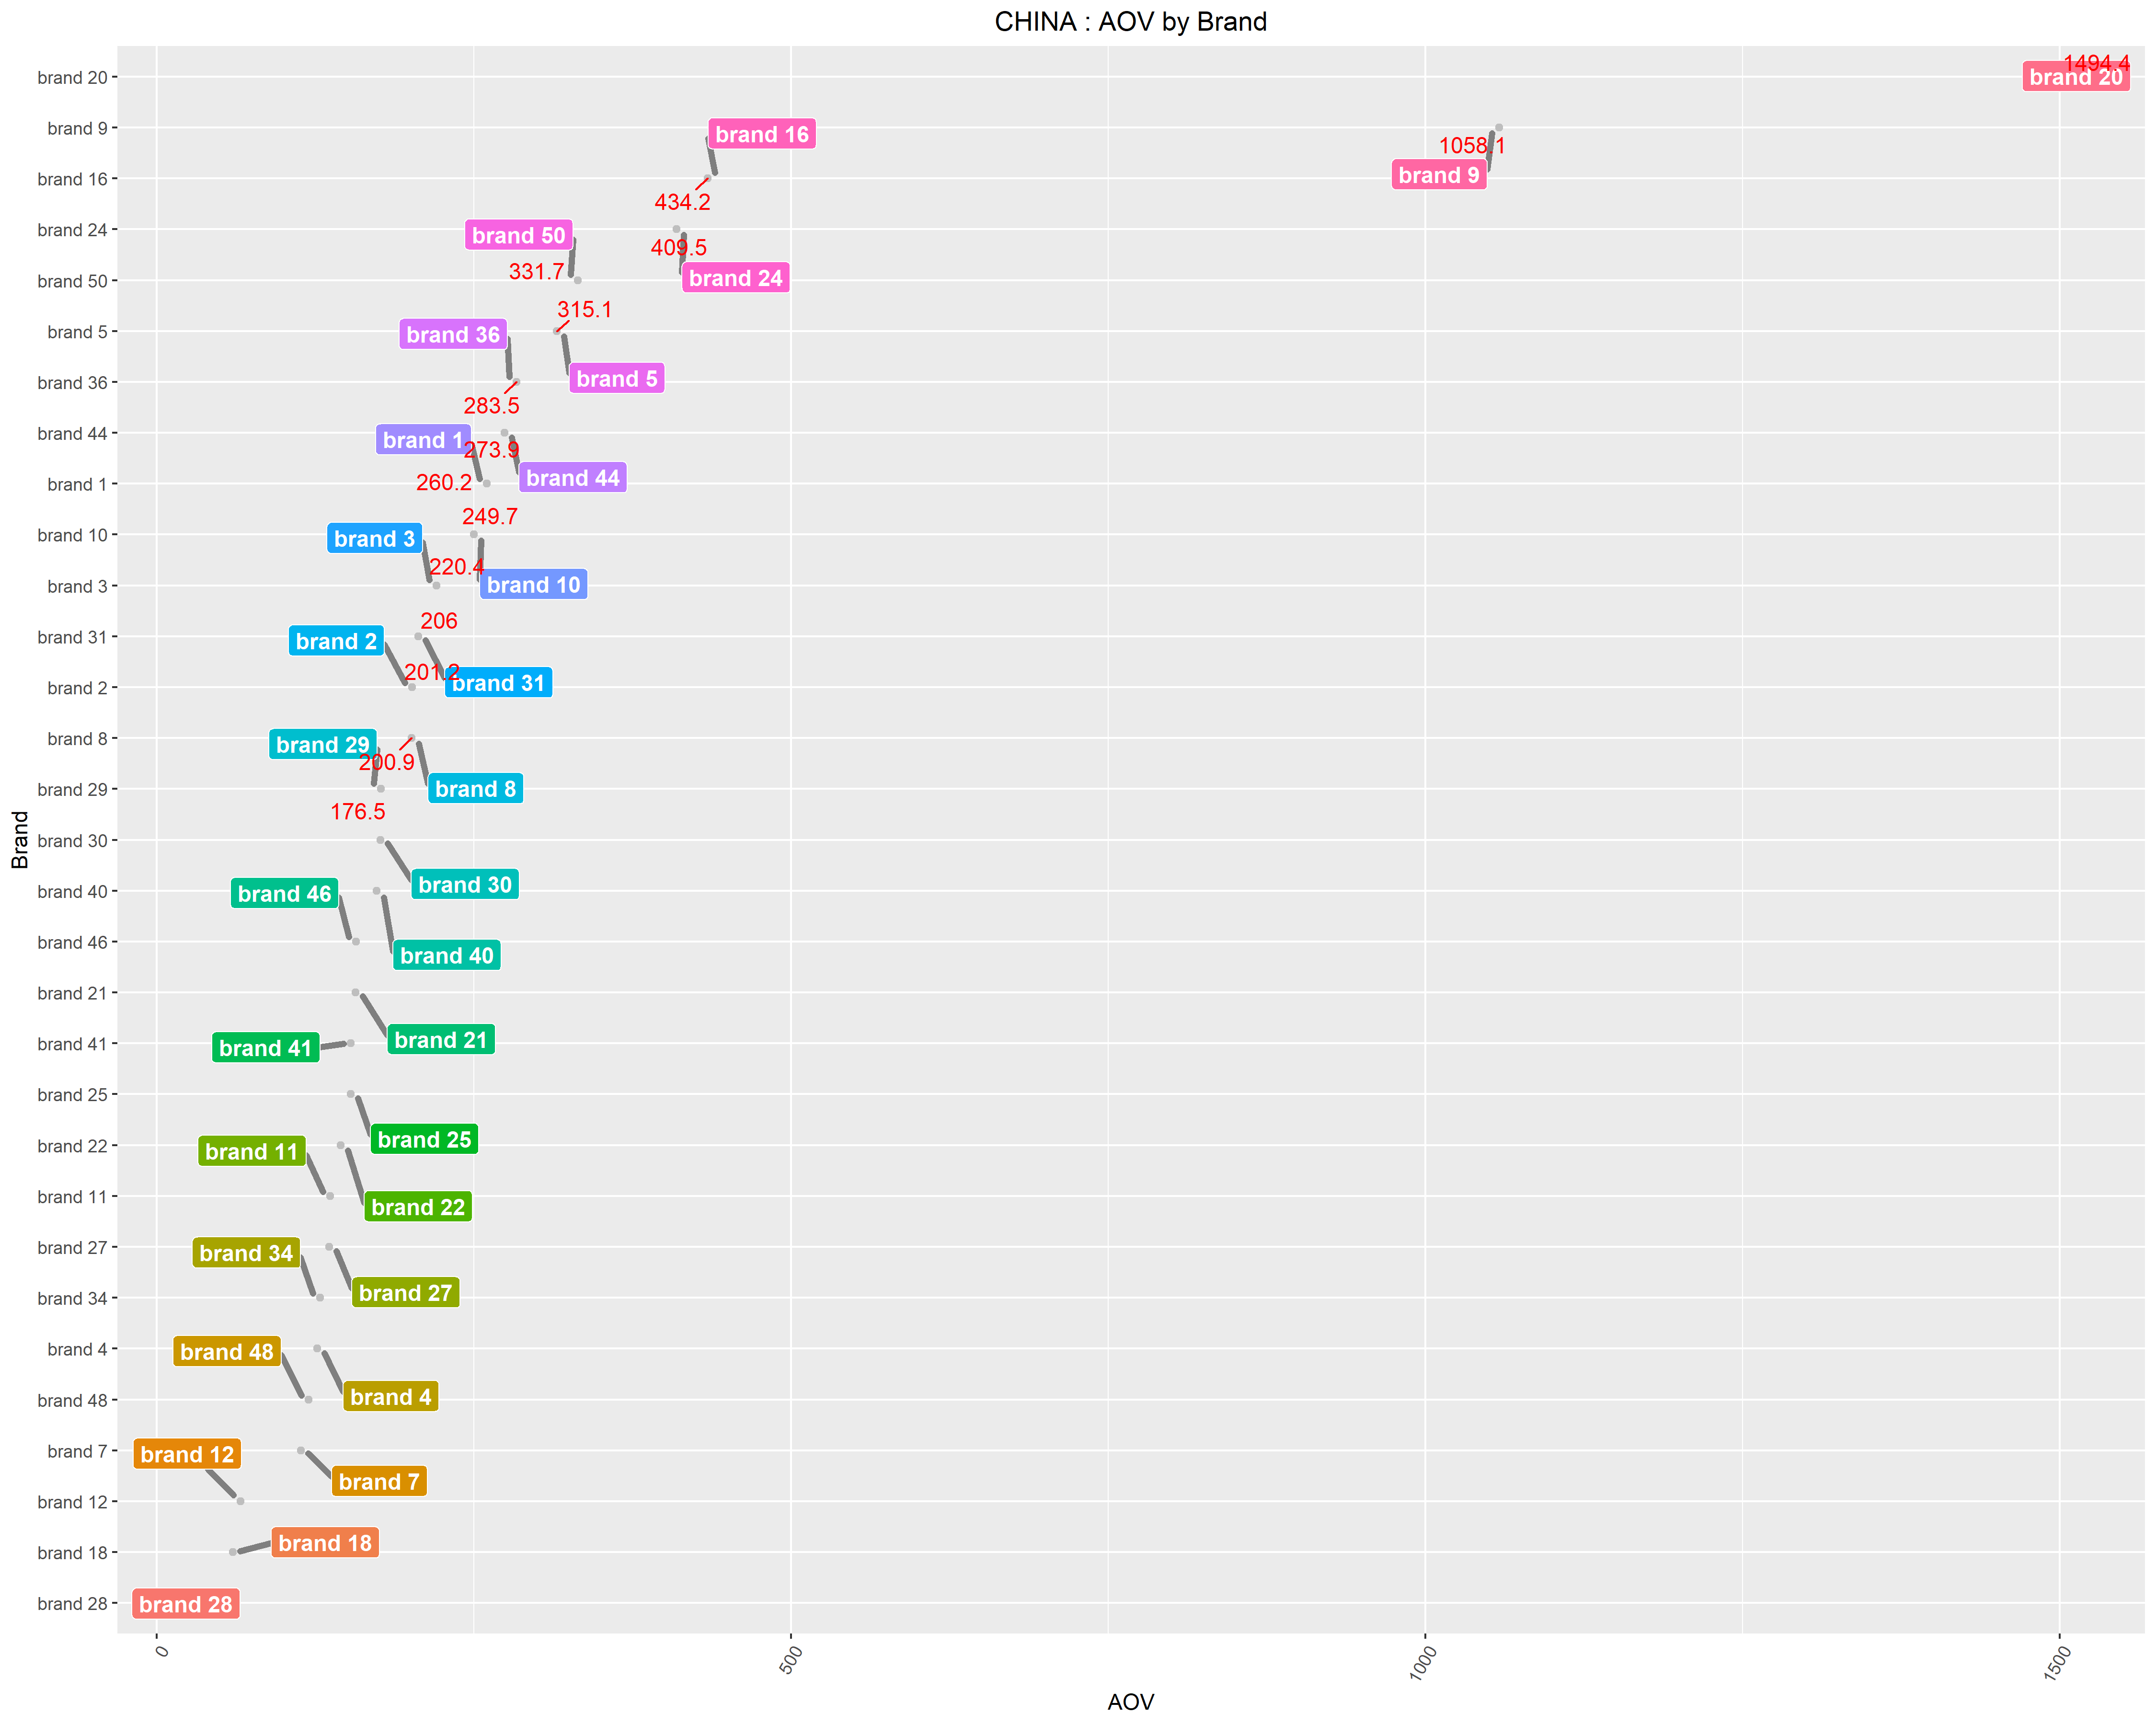 CHINA : AOV by Brand
brand 20
1494.4
brand 20
brand 9
brand 16
1058.1
brand 16
brand 9
434.2
brand 24
brand 50
409.5
brand 50
331.7
brand 24
315.1
brand 5
brand 36
brand 36
brand 5
283.5
brand 44
brand 1
273.9
brand 1
260.2
brand 44
249.7
brand 10
brand 3
220.4
brand 3
brand 10
206
brand 31
brand 2
201.2
brand 2
brand 31
brand 8
brand 29
200.9
brand 29
brand 8
176.5
brand 30
brand 30
brand 40
brand 46
brand 46
brand 40
brand 21
brand 21
brand 41
brand 41
brand 25
brand 25
brand 22
brand 11
brand 11
brand 22
brand 27
brand 34
brand 34
brand 27
brand 4
brand 48
brand 48
brand 4
brand 7
brand 12
brand 7
brand 12
brand 18
brand 18
brand 28
brand 28
Brand
0
500
1000
1500
AOV